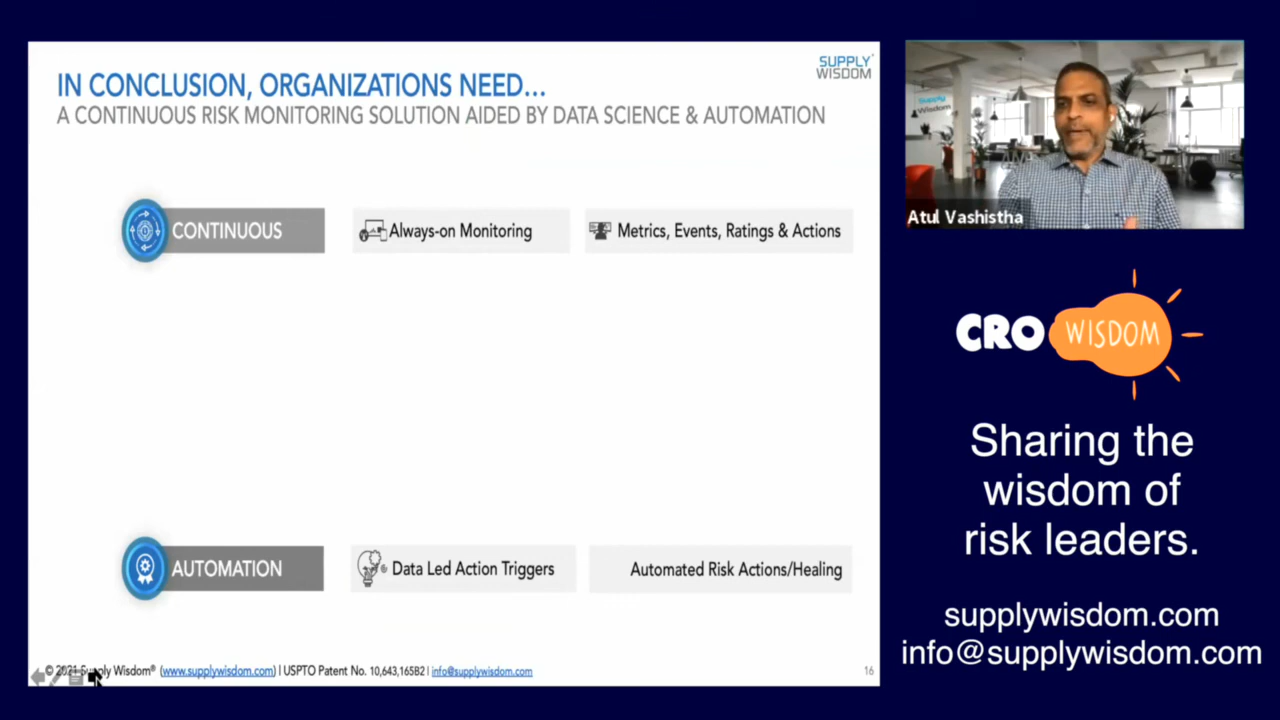 IN CONCLUSION, ORGANIZATIONS NEED...
A CONTINUOUS RISK MONITORING SOLUTION AIDED BY DATA SCIENCE & AUTOMATION
SUPPLY
WISDOM
CONTINUOUS
Always-on Monitoring
Metrics, Events, Ratings & Actions
AUTOMATION
Data Led Action Triggers
Automated Risk Actions/Healing
© 2021 Supply Wisdom® (www.supplywisdom.com) | USPTO Patent No. 10,643,165B2 | info@supplywisdom.com
16
Supply
Wisdom
Atul Vashistha
CRO WISDOM
Sharing the
wisdom of
risk leaders.
supplywisdom.com
info@supplywisdom.com